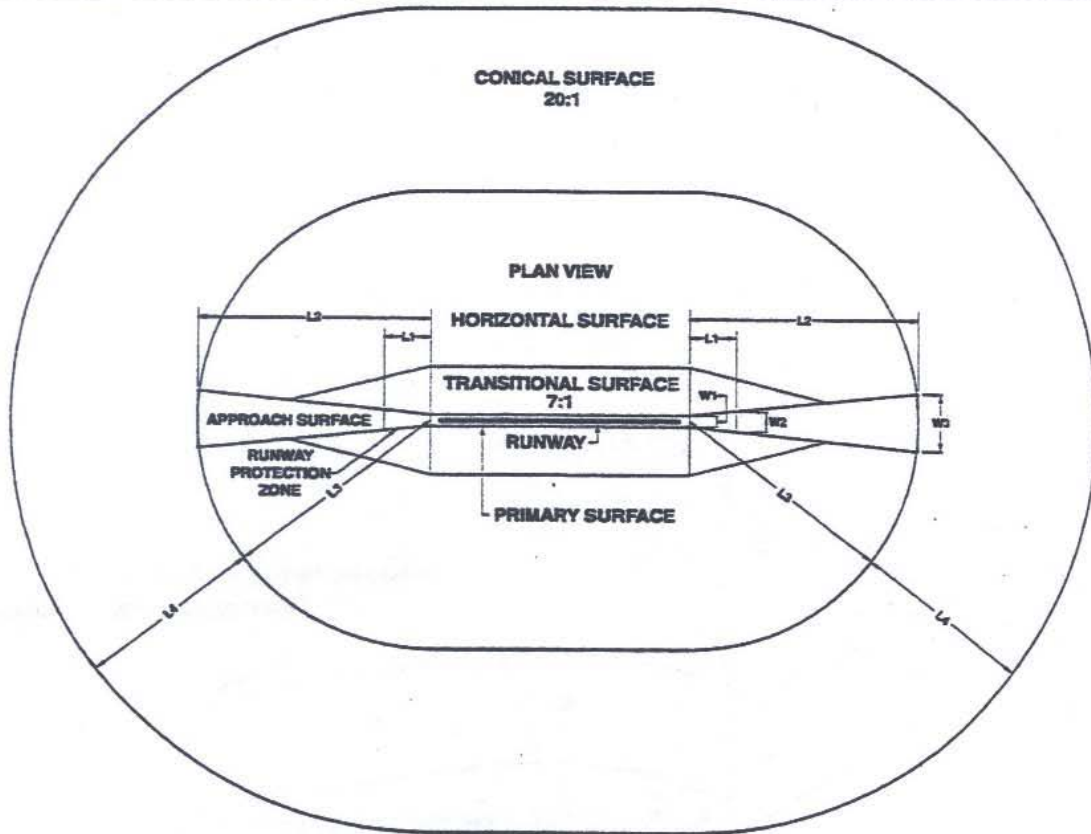 CONICAL SURFACE
20:1
PLAN VIEW
L2
HORIZONTAL SURFACE
L2
L1
L1
TRANSITIONAL SURFACE
7:1
W1
APPROACH SURFACE
W2
W3
RUNWAY
RUNWAY
PROTECTION
ZONE
L3
L3
PRIMARY SURFACE
L4
L4